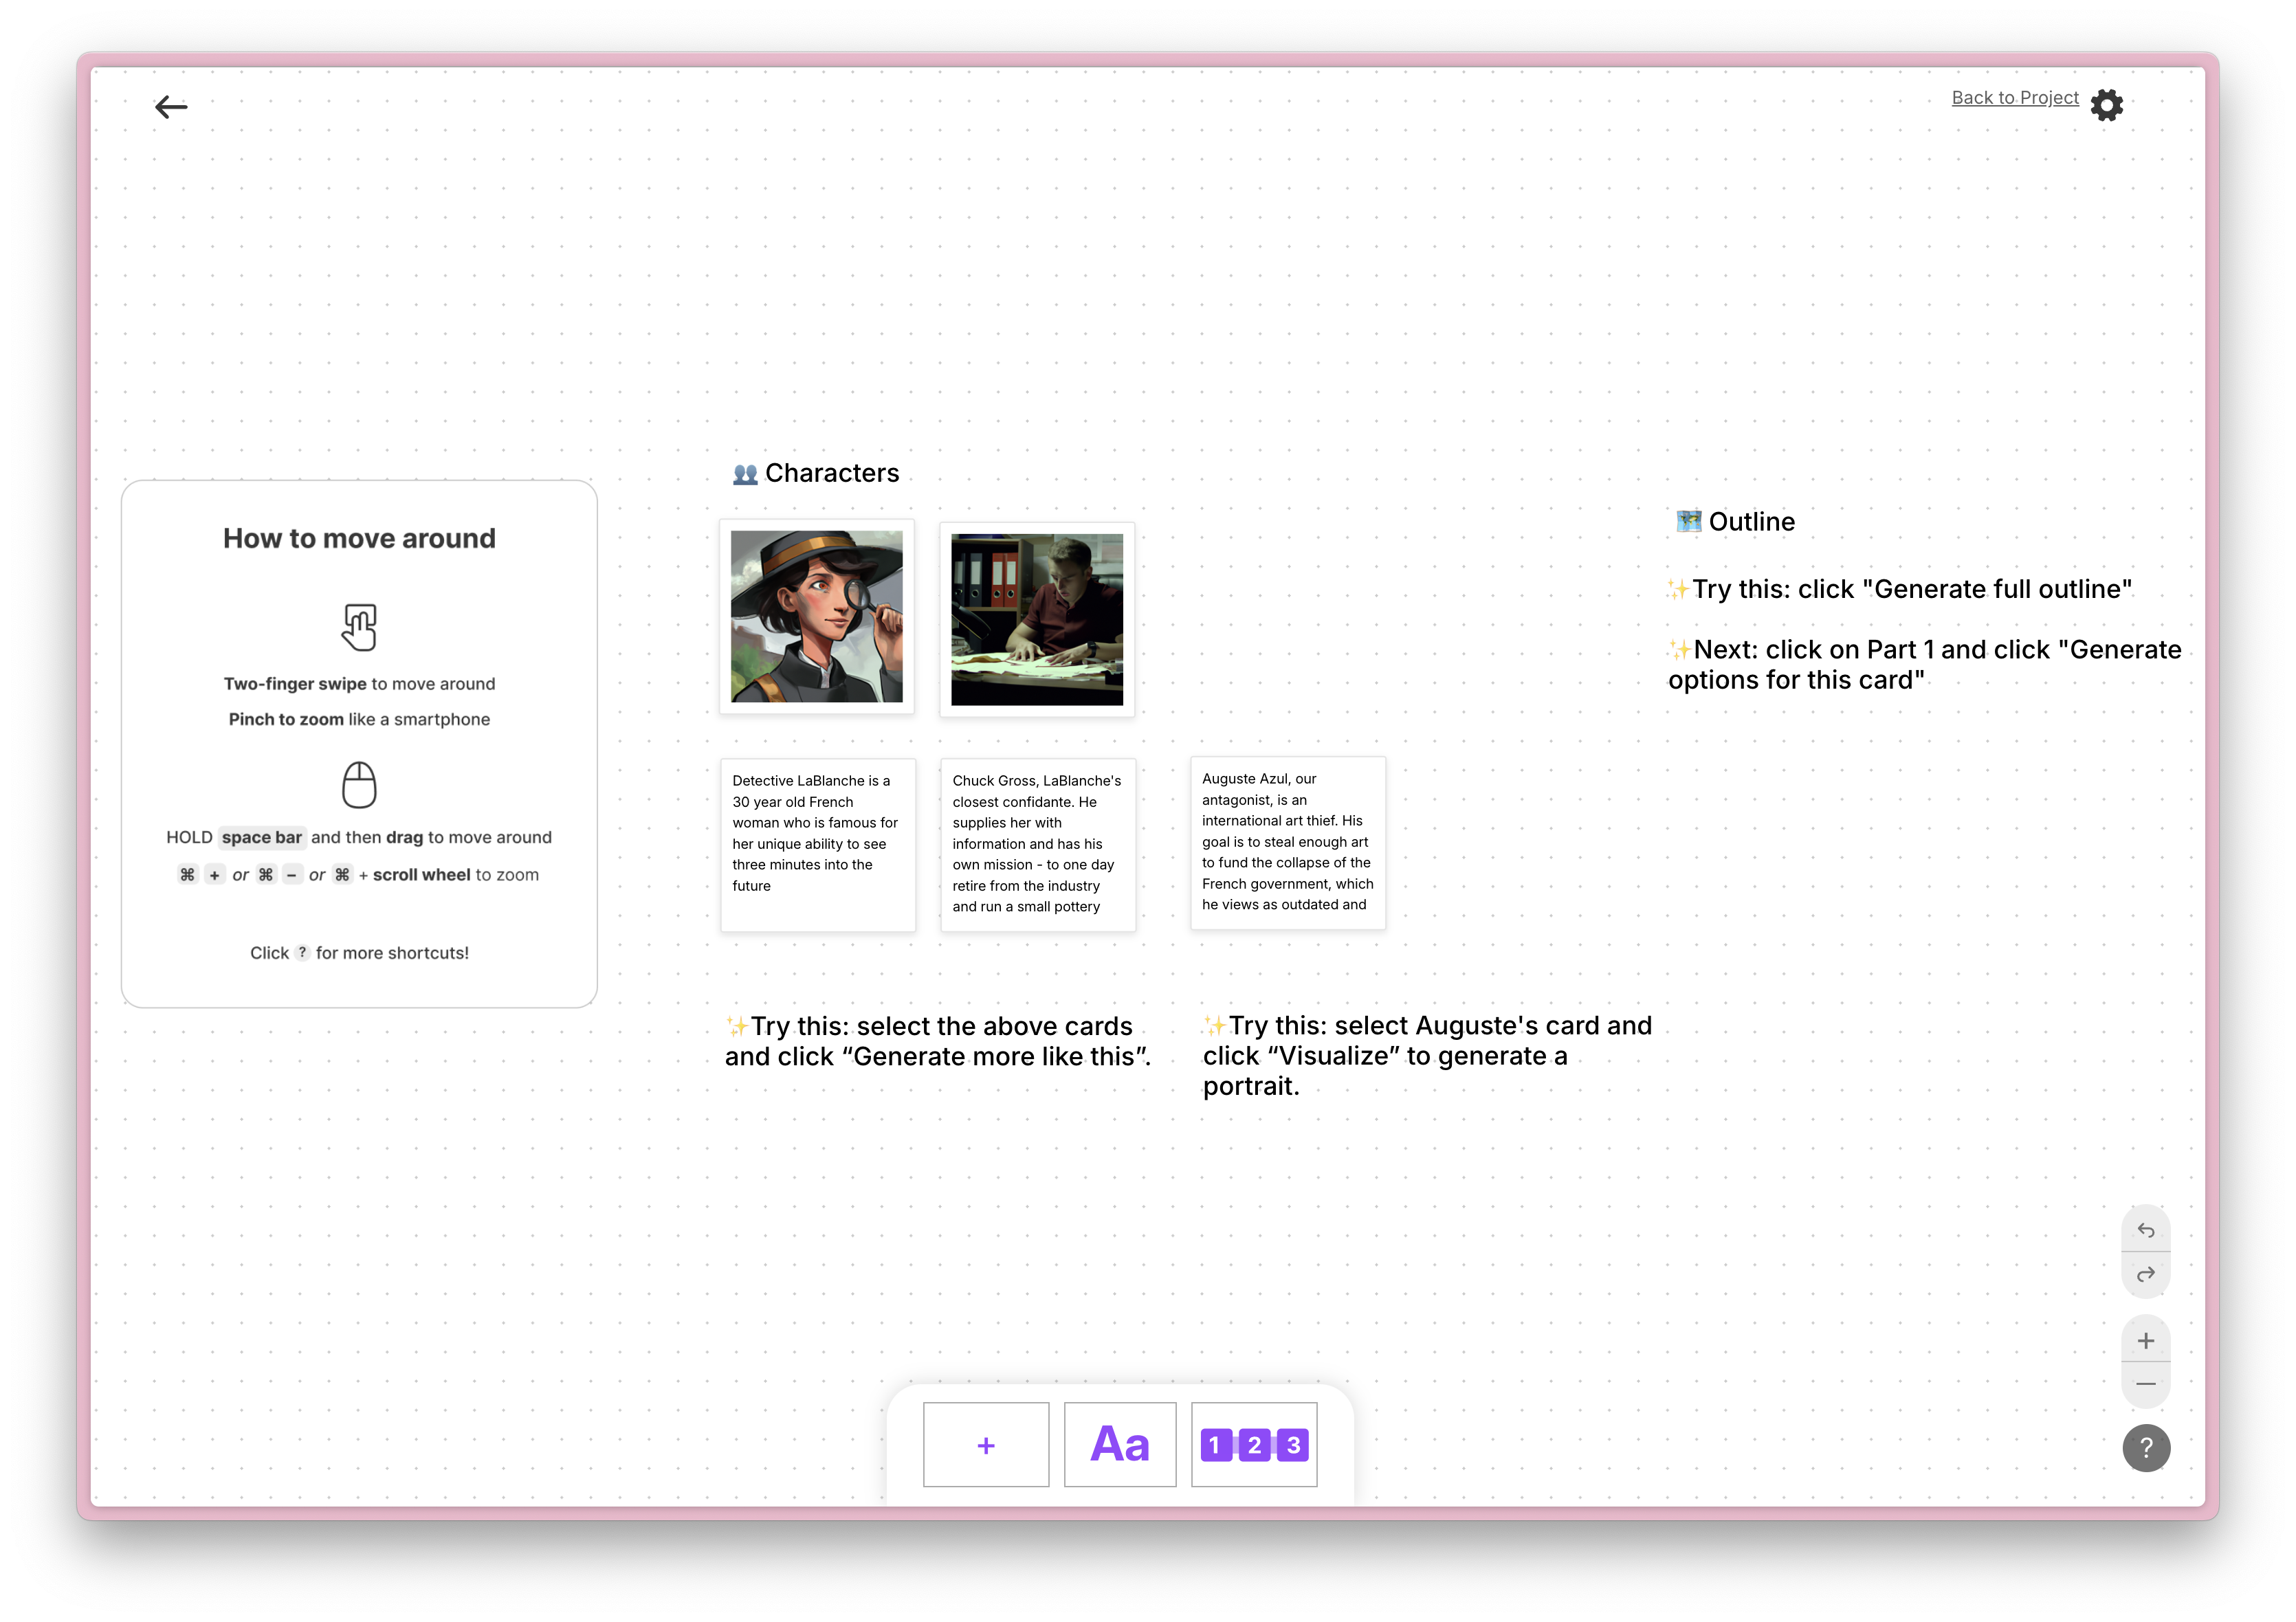 Back to Project
How to move around
Two-finger swipe to move around
Pinch to zoom like a smartphone
HOLD space bar and then drag to move around
⌘ + or ⌘ − or ⌘ + scroll wheel to zoom
Click ? for more shortcuts!
👥 Characters
Detective LaBlanche is a
30 year old French
woman who is famous for
her unique ability to see
three minutes into the
future
Chuck Gross, LaBlanche's
closest confidante. He
supplies her with
information and has his
own mission - to one day
retire from the industry
and run a small pottery
Auguste Azul, our
antagonist, is an
international art thief. His
goal is to steal enough art
to fund the collapse of the
French government, which
he views as outdated and
✨Try this: select the above cards
and click “Generate more like this”.
✨Try this: select Auguste's card and
click “Visualize” to generate a
portrait.
🗺️ Outline
✨Try this: click "Generate full outline"
✨Next: click on Part 1 and click "Generate
options for this card"
+
Aa
1 2 3
+
−
?